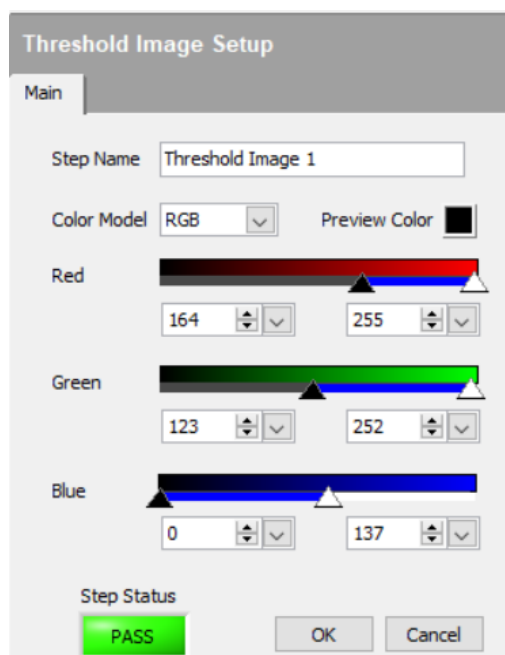 Threshold Image Setup
Main
Step Name Threshold Image 1
Color Model RGB Preview Color
Red
164 255
Green
123 252
Blue
0 137
Step Status
PASS OK Cancel